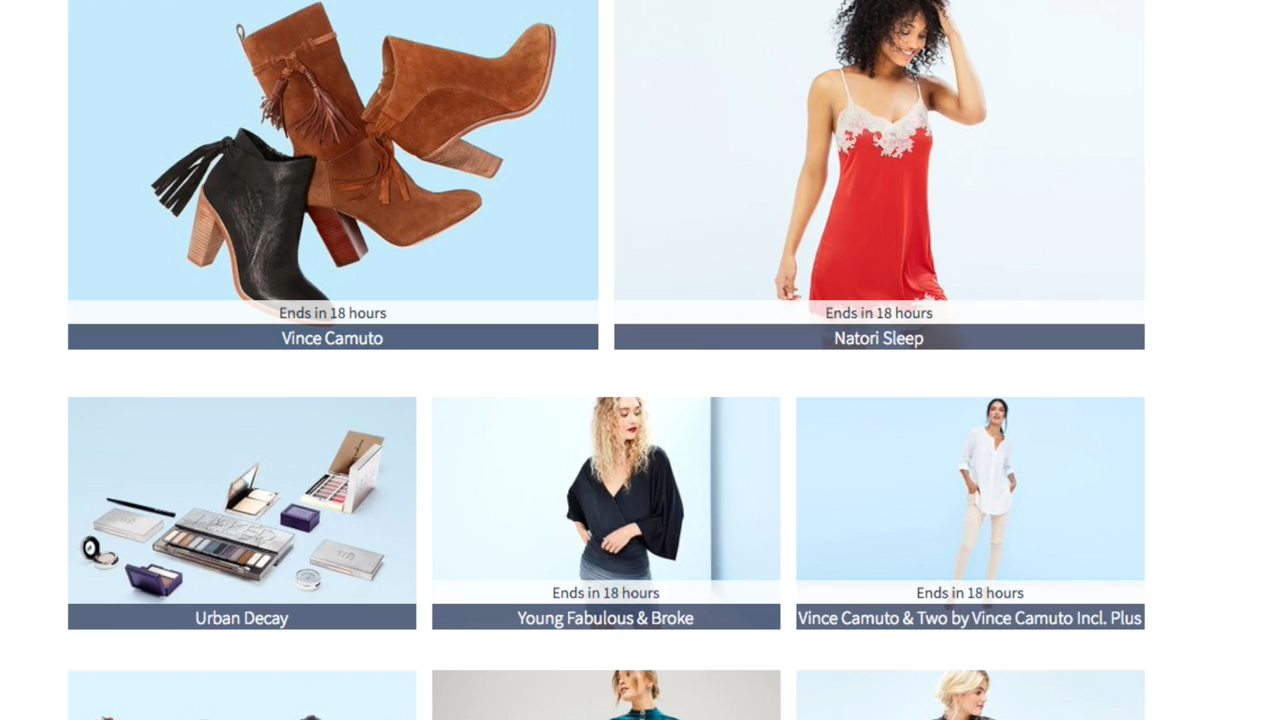 Ends in 18 hours
Vince Camuto
Ends in 18 hours
Natori Sleep
NAKED
Urban Decay
Ends in 18 hours
Young Fabulous & Broke
Ends in 18 hours
Vince Camuto & Two by Vince Camuto Incl. Plus